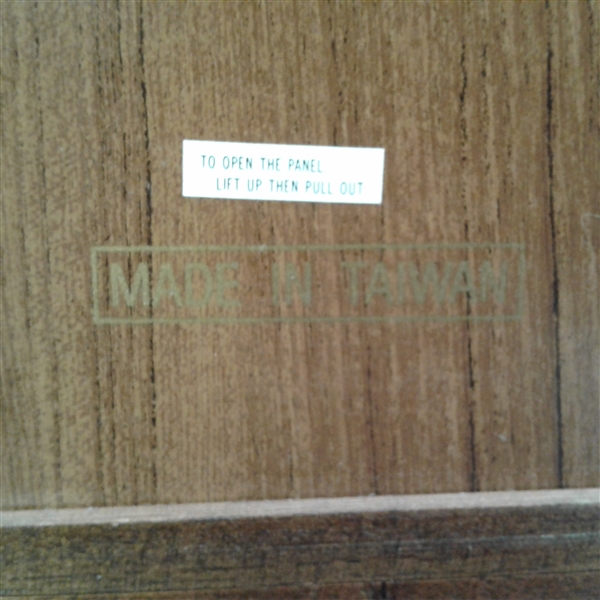 TO OPEN THE PANEL
LIFT UP THEN PULL OUT
MADE IN TAIWAN